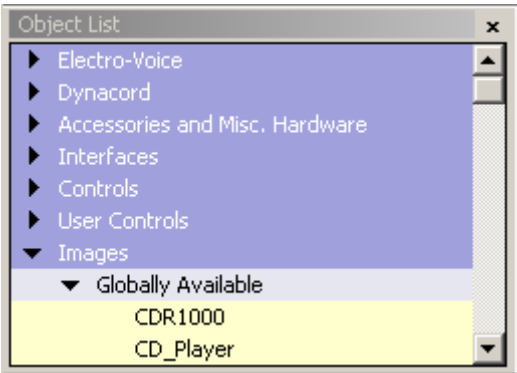 Object List
Electro-Voice
Dynacord
Accessories and Misc. Hardware
Interfaces
Controls
User Controls
Images
Globally Available
CDR1000
CD_Player